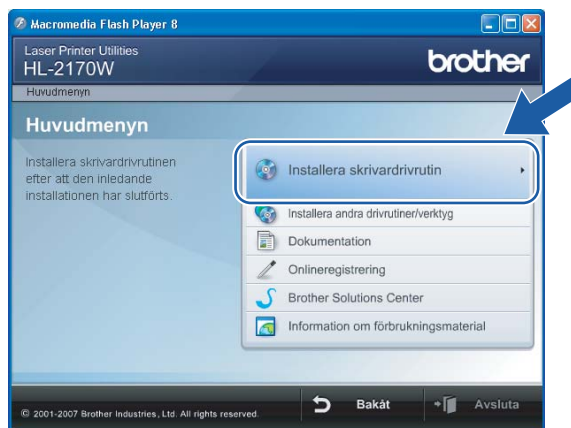 Macromedia Flash Player 8
Laser Printer Utilities
HL-2170W
brother
Huvudmenyn
Huvudmenyn
Installera skrivardrivrutinen
efter att den inledande
installationen har slutförts.
Installera skrivardrivrutin
Installera andra drivrutiner/verktyg
Dokumentation
Onlineregistrering
Brother Solutions Center
Information om förbrukningsmaterial
© 2001-2007 Brother Industries, Ltd. All rights reserved.
Bakåt
Avsluta